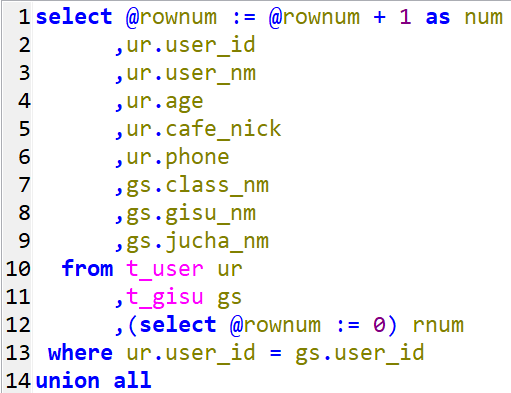 1 select @rownum := @rownum + 1 as num
2       ,ur.user_id
3       ,ur.user_nm
4       ,ur.age
5       ,ur.cafe_nick
6       ,ur.phone
7       ,gs.class_nm
8       ,gs.gisu_nm
9       ,gs.jucha_nm
10   from t_user ur
11       ,t_gisu gs
12       ,(select @rownum := 0) rnum
13  where ur.user_id = gs.user_id
14 union all